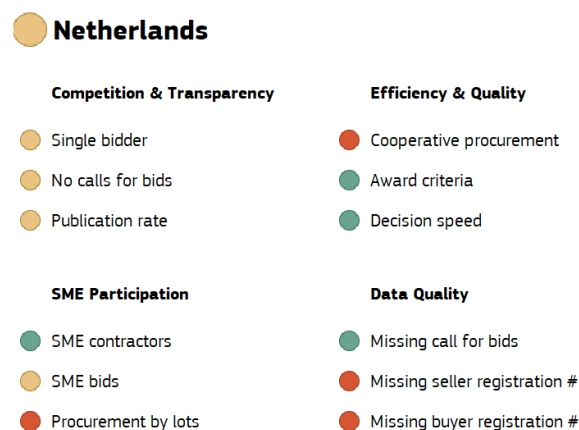 Netherlands
Competition & Transparency
Single bidder
No calls for bids
Publication rate
Efficiency & Quality
Cooperative procurement
Award criteria
Decision speed
SME Participation
SME contractors
SME bids
Procurement by lots
Data Quality
Missing call for bids
Missing seller registration #
Missing buyer registration #